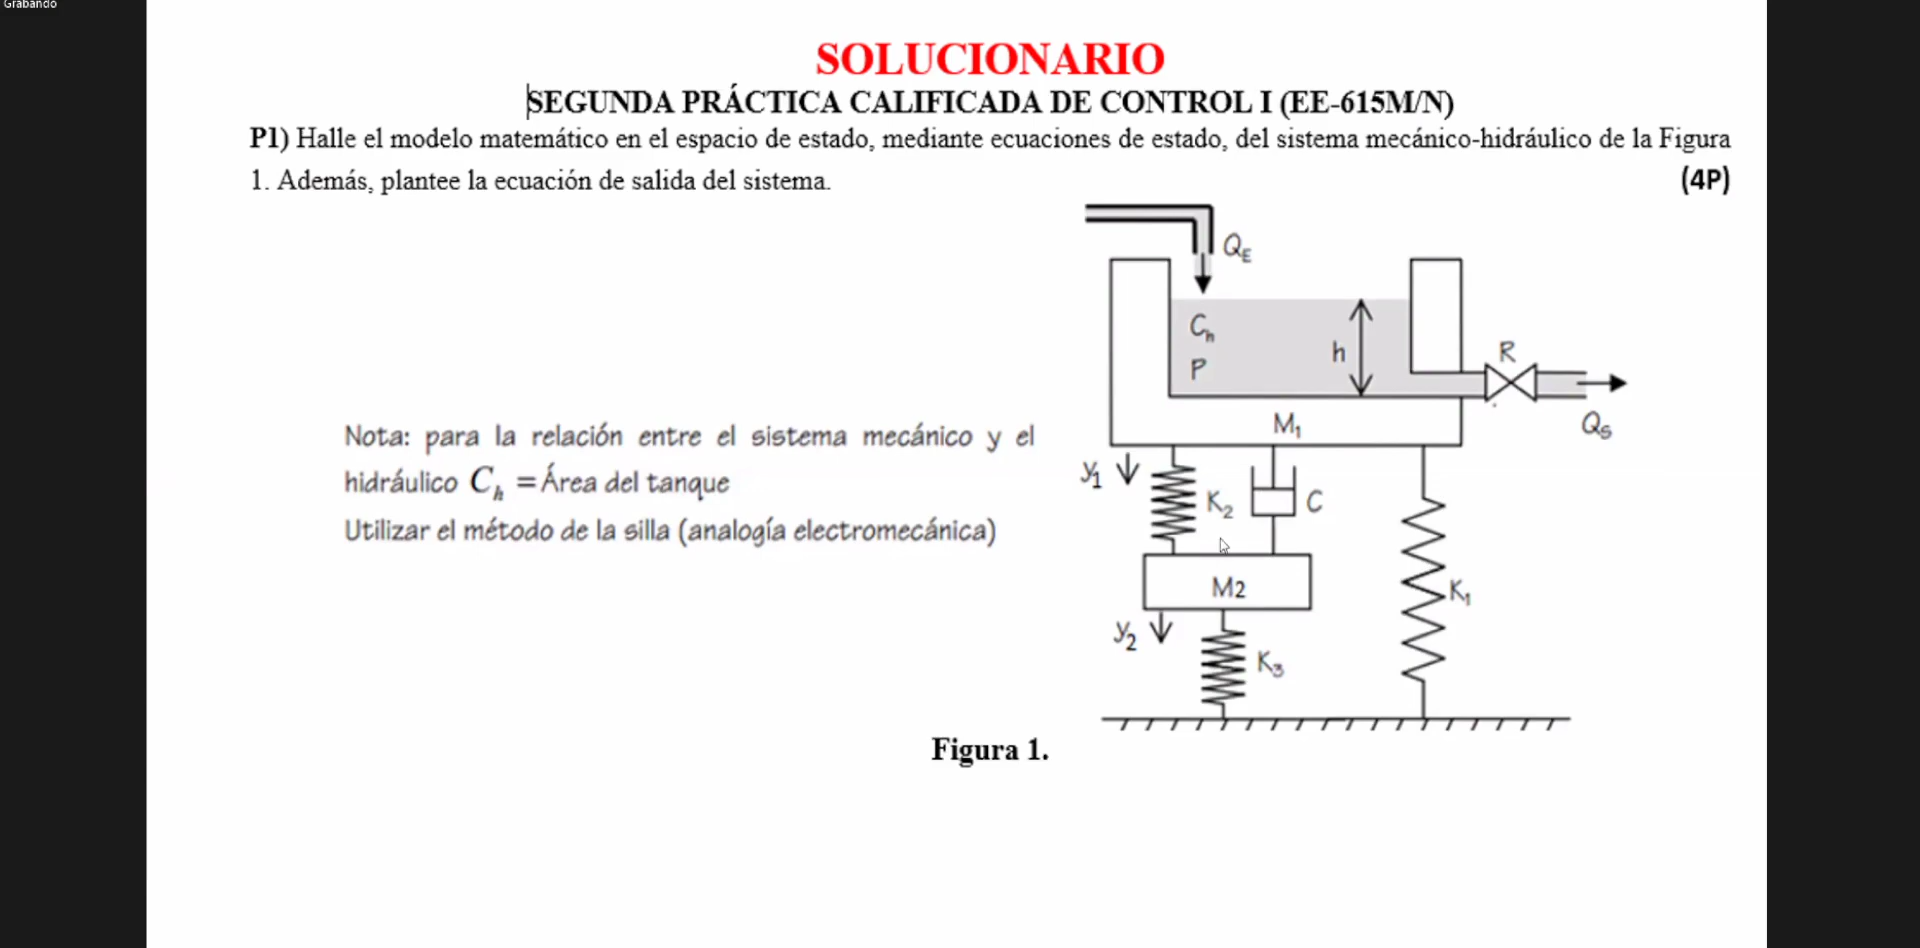 Grabando
SOLUCIONARIO
SEGUNDA PRÁCTICA CALIFICADA DE CONTROL I (EE-615M/N)
P1) Halle el modelo matemático en el espacio de estado, mediante ecuaciones de estado, del sistema mecánico-hidráulico de la Figura
1. Además, plantee la ecuación de salida del sistema. (4P)
Q_E
C_h
P
h
R
Q_S
M_1
Nota: para la relación entre el sistema mecánico y el
hidráulico C_h = Área del tanque
Utilizar el método de la silla (analogía electromecánica)
y_1
K_2
C
M2
K_1
y_2
K_3
Figura 1.